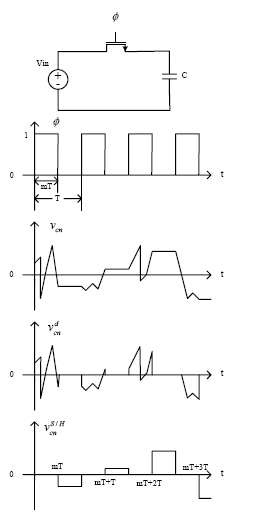 ϕ
Vin
+
-
C
ϕ
1
0
t
mT
T
v_cn
0
t
v_cn^d
0
t
v_cn^S/H
0
mT
mT+T
mT+2T
mT+3T
t